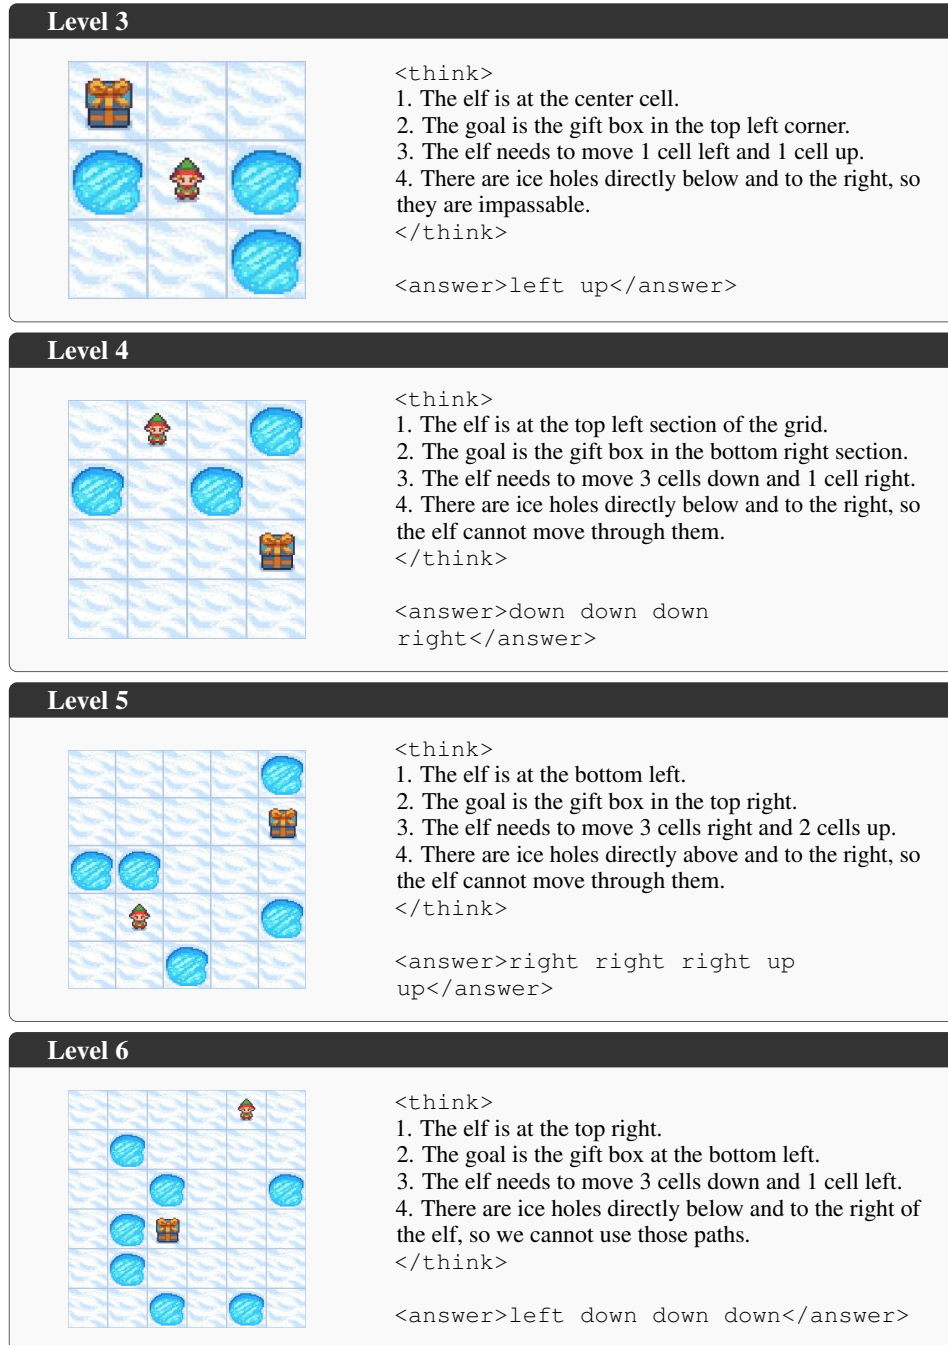 Level 3
<think>
1. The elf is at the center cell.
2. The goal is the gift box in the top left corner.
3. The elf needs to move 1 cell left and 1 cell up.
4. There are ice holes directly below and to the right, so
they are impassable.
</think>
<answer>left up</answer>
Level 4
<think>
1. The elf is at the top left section of the grid.
2. The goal is the gift box in the bottom right section.
3. The elf needs to move 3 cells down and 1 cell right.
4. There are ice holes directly below and to the right, so
the elf cannot move through them.
</think>
<answer>down down down
right</answer>
Level 5
<think>
1. The elf is at the bottom left.
2. The goal is the gift box in the top right.
3. The elf needs to move 3 cells right and 2 cells up.
4. There are ice holes directly above and to the right, so
the elf cannot move through them.
</think>
<answer>right right right up
up</answer>
Level 6
<think>
1. The elf is at the top right.
2. The goal is the gift box at the bottom left.
3. The elf needs to move 3 cells down and 1 cell left.
4. There are ice holes directly below and to the right of
the elf, so we cannot use those paths.
</think>
<answer>left down down down</answer>